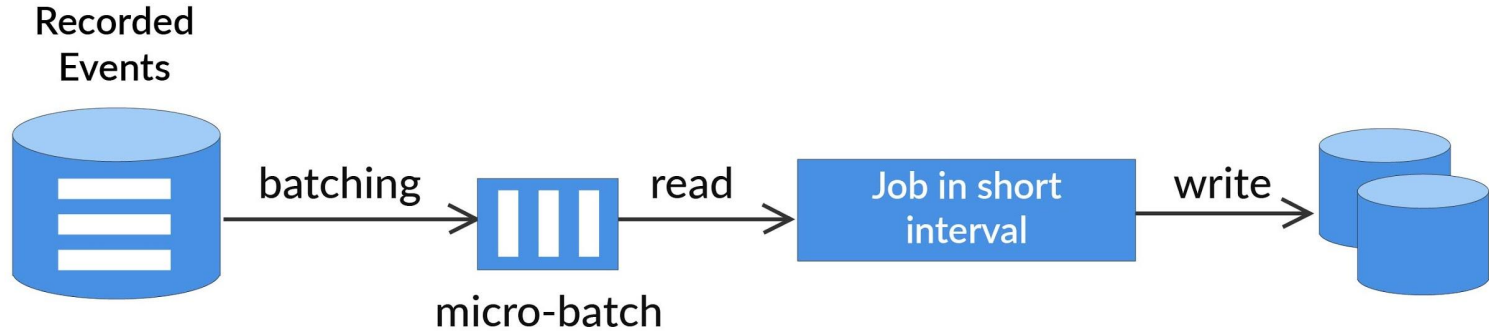 Recorded
Events
batching
micro-batch
read
Job in short
interval
write